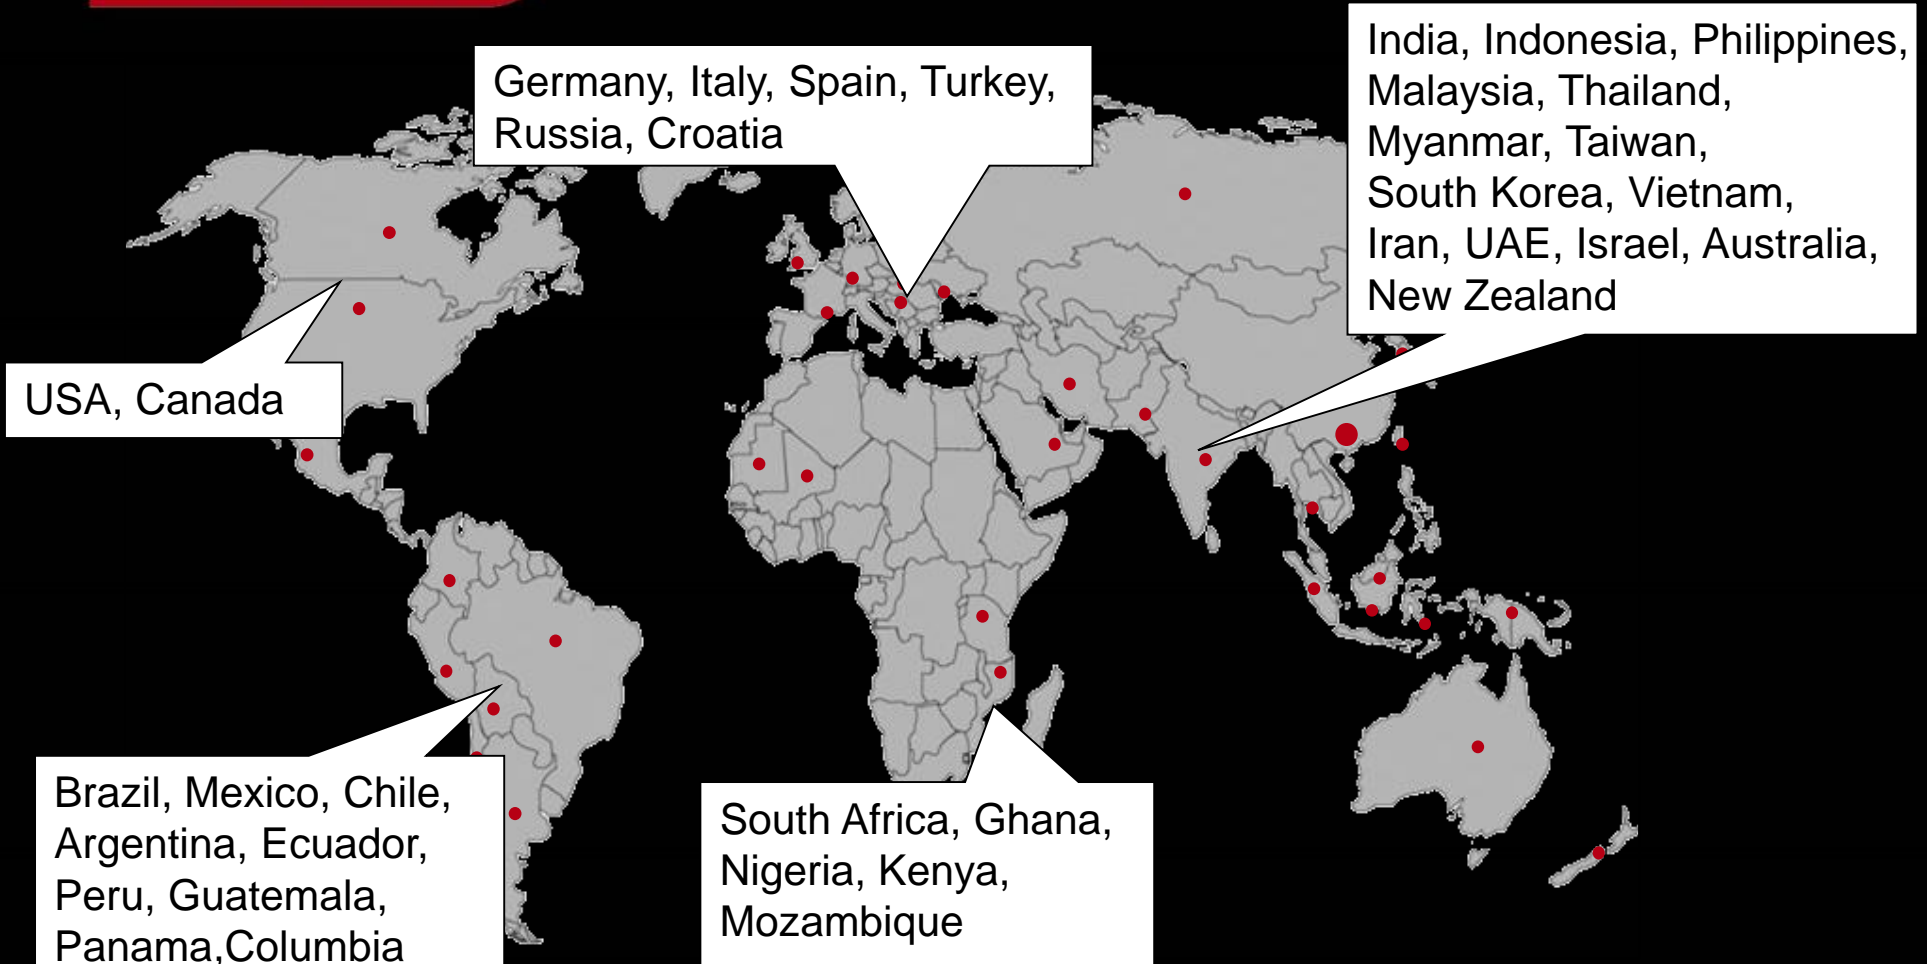 Germany, Italy, Spain, Turkey,
Russia, Croatia
India, Indonesia, Philippines,
Malaysia, Thailand,
Myanmar, Taiwan,
South Korea, Vietnam,
Iran, UAE, Israel, Australia,
New Zealand
USA, Canada
Brazil, Mexico, Chile,
Argentina, Ecuador,
Peru, Guatemala,
Panama,Columbia
South Africa, Ghana,
Nigeria, Kenya,
Mozambique